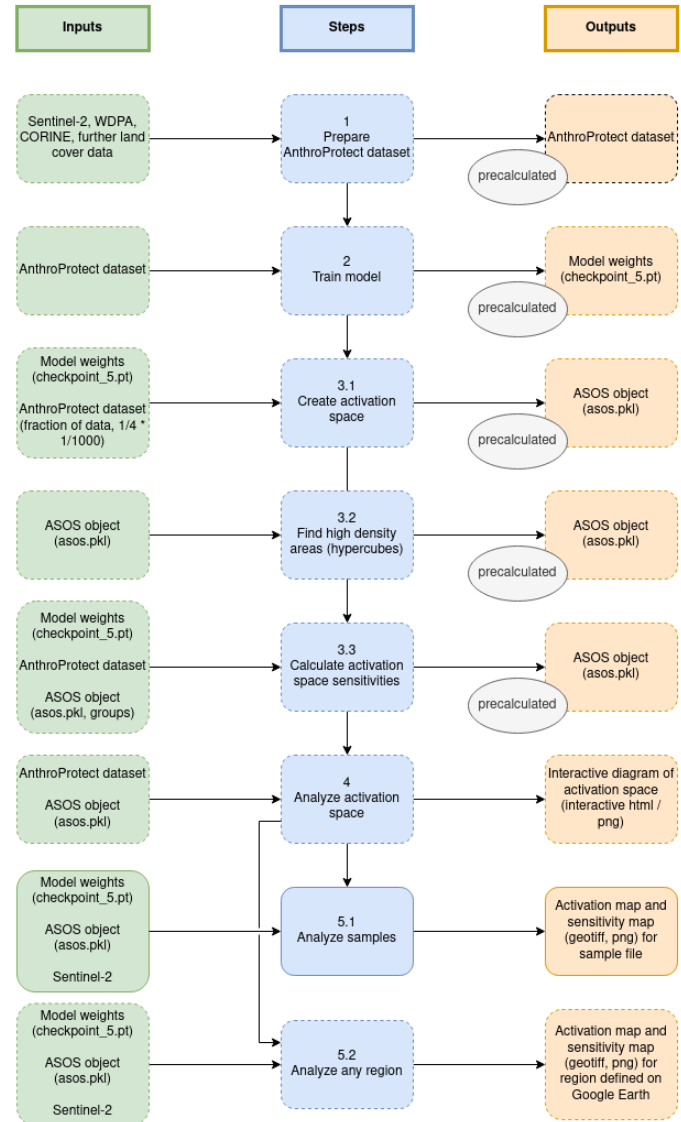 Inputs
Steps
Outputs
Sentinel-2, WDPA,
CORINE, further land
cover data
1
Prepare
AnthroProtect dataset
AnthroProtect dataset
precalculated
AnthroProtect dataset
2
Train model
Model weights
(checkpoint_5.pt)
precalculated
Model weights
(checkpoint_5.pt)
AnthroProtect dataset
(fraction of data, 1/4 *
1/1000)
3.1
Create activation
space
ASOS object
(asos.pkl)
precalculated
ASOS object
(asos.pkl)
3.2
Find high density
areas (hypercubes)
ASOS object
(asos.pkl)
precalculated
Model weights
(checkpoint_5.pt)
AnthroProtect dataset
ASOS object
(asos.pkl, groups)
3.3
Calculate activation
space sensitivities
ASOS object
(asos.pkl)
precalculated
AnthroProtect dataset
ASOS object
(asos.pkl)
4
Analyze activation
space
Interactive diagram of
activation space
(interactive html /
png)
Model weights
(checkpoint_5.pt)
ASOS object
(asos.pkl)
Sentinel-2
5.1
Analyze samples
Activation map and
sensitivity map
(geotiff, png) for
sample file
Model weights
(checkpoint_5.pt)
ASOS object
(asos.pkl)
Sentinel-2
5.2
Analyze any region
Activation map and
sensitivity map
(geotiff, png) for
region defined on
Google Earth